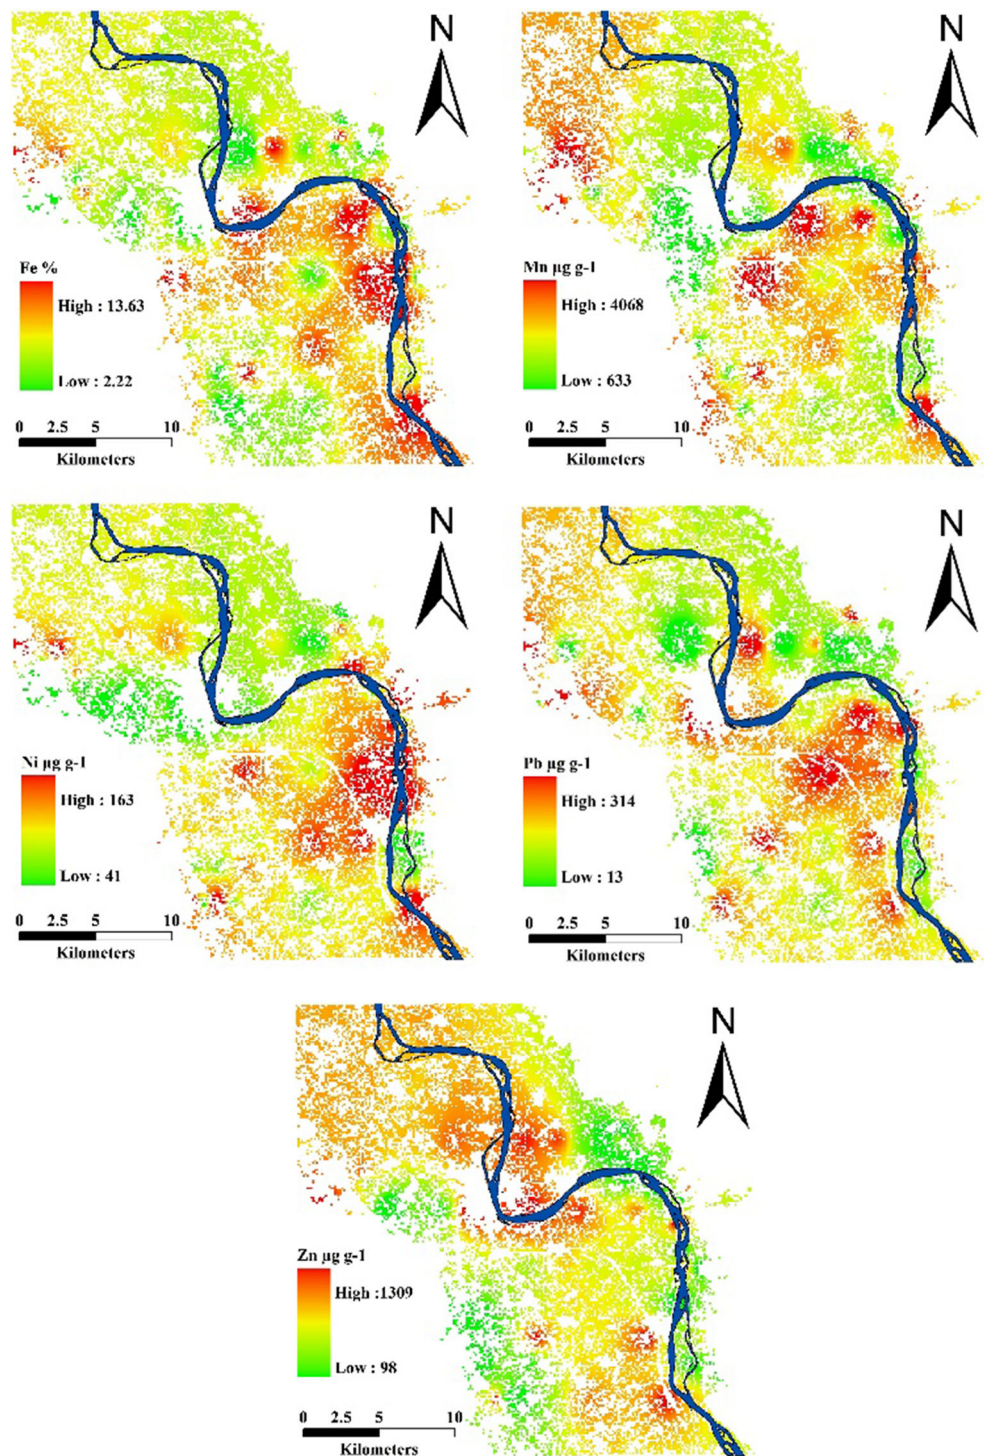 N
N
Fe %
High : 13.63
Low : 2.22
0 2.5 5 10
Kilometers
Mn µg g-1
High : 4068
Low : 633
0 2.5 5 10
Kilometers
N
N
Ni µg g-1
High : 163
Low : 41
0 2.5 5 10
Kilometers
Pb µg g-1
High : 314
Low : 13
0 2.5 5 10
Kilometers
N
Zn µg g-1
High :1309
Low : 98
0 2.5 5 10
Kilometers